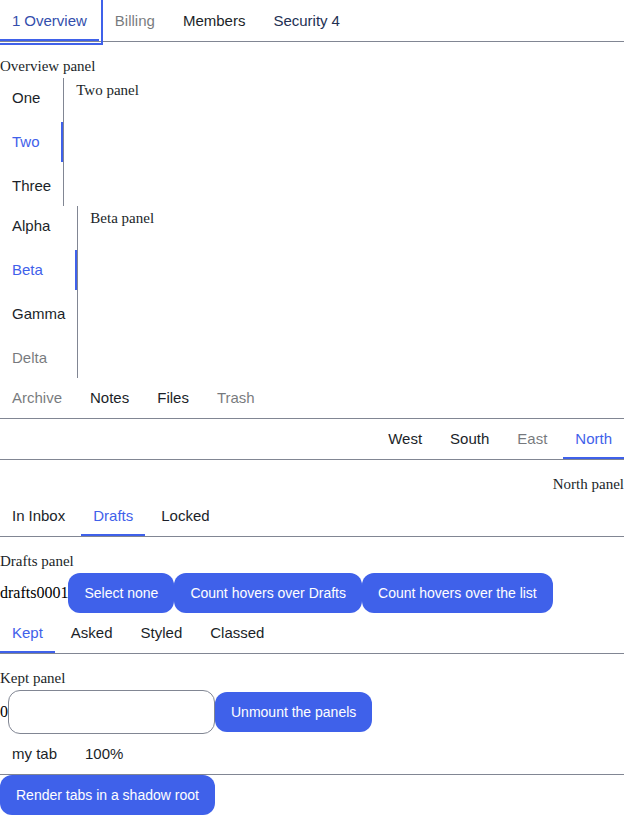 1 Overview Billing Members Security 4
Overview panel
One Two panel
Two
Three
Alpha Beta panel
Beta
Gamma
Delta
Archive Notes Files Trash
West South East North
North panel
In Inbox Drafts Locked
Drafts panel
drafts0001 Select none Count hovers over Drafts Count hovers over the list
Kept Asked Styled Classed
Kept panel
0 Unmount the panels
my tab 100%
Render tabs in a shadow root